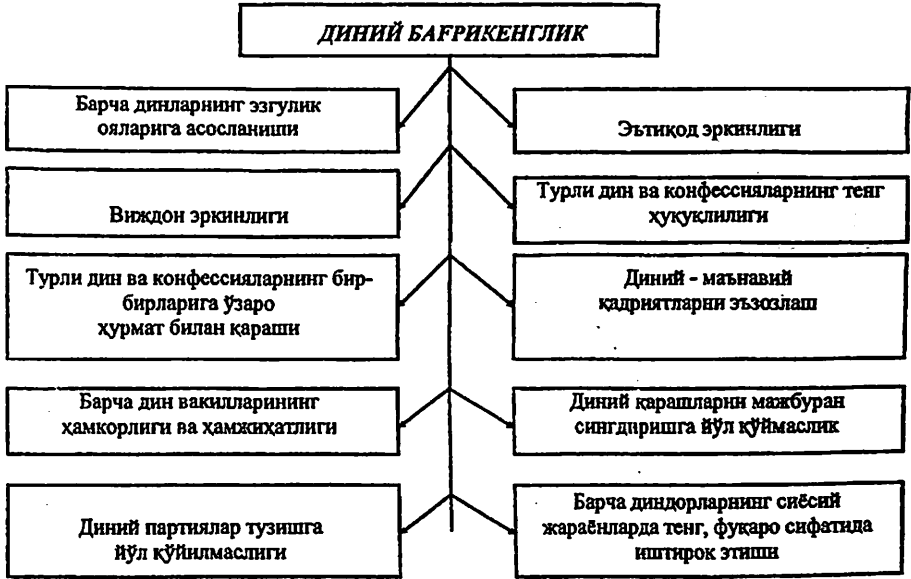 ДИНИЙ БАҒРИКЕНГЛИК
Барча динларнинг эзгулик
ояларига асосланиши
Эътиқод эркинлиги
Виждон эркинлиги
Турли дин ва конфессияларнинг тенг
ҳуқуқлилиги
Турли дин ва конфессияларнинг бир-
бирларига ўзаро
ҳурмат билан қараши
Диний - маънавий
қадриятларни эъзозлаш
Барча дин вакилларининг
ҳамкорлиги ва ҳамжиҳатлиги
Диний қарашларни мажбуран
сингдиришга йўл қўймаслик
Диний партиялар тузишга
йўл қўйилмаслиги
Барча диндорларнинг сиёсий
жараёнларда тенг, фуқаро сифатида
иштирок этиши